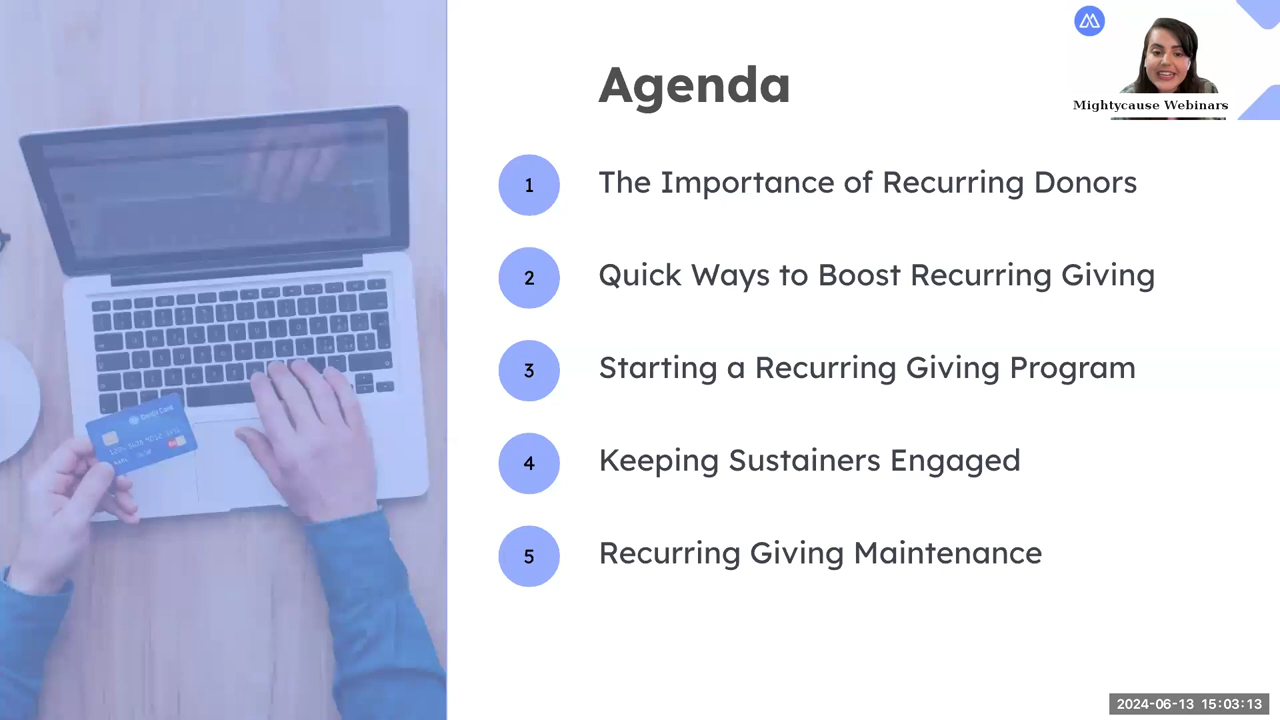 Agenda
Mightycause Webinars
1 The Importance of Recurring Donors
2 Quick Ways to Boost Recurring Giving
3 Starting a Recurring Giving Program
4 Keeping Sustainers Engaged
5 Recurring Giving Maintenance
2024-06-13 15:03:13